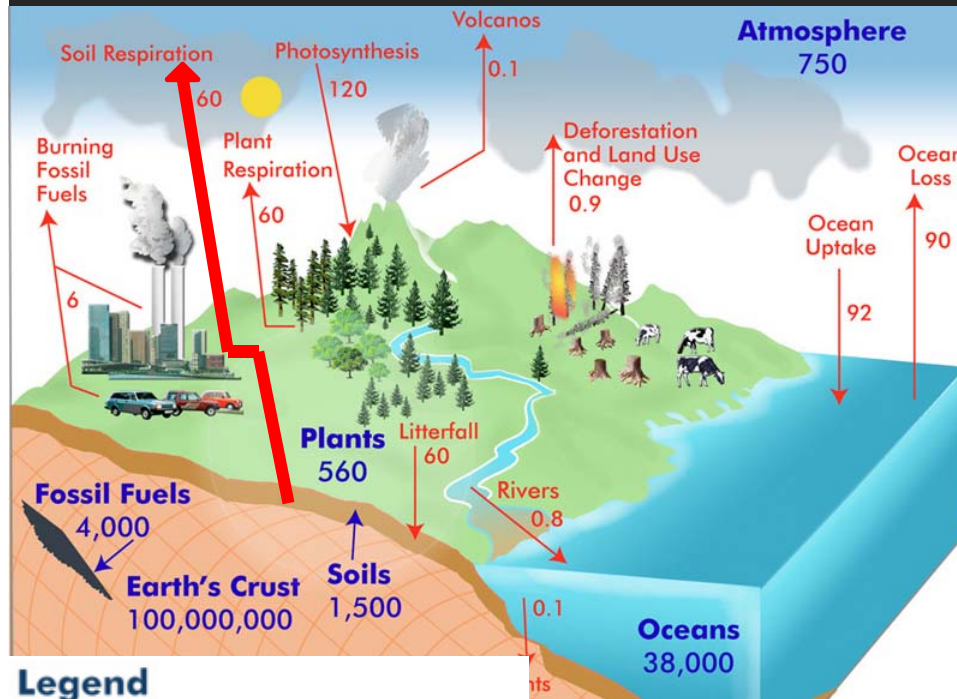 Volcanos
0.1
Atmosphere
750
Soil Respiration
60
Photosynthesis
120
Burning
Fossil
Fuels
6
Plant
Respiration
60
Deforestation
and Land Use
Change
0.9
Ocean
Loss
90
Ocean
Uptake
92
Plants
560
Litterfall
60
Rivers
0.8
Fossil Fuels
4,000
Earth's Crust
100,000,000
Soils
1,500
0.1
Oceans
38,000
Legend